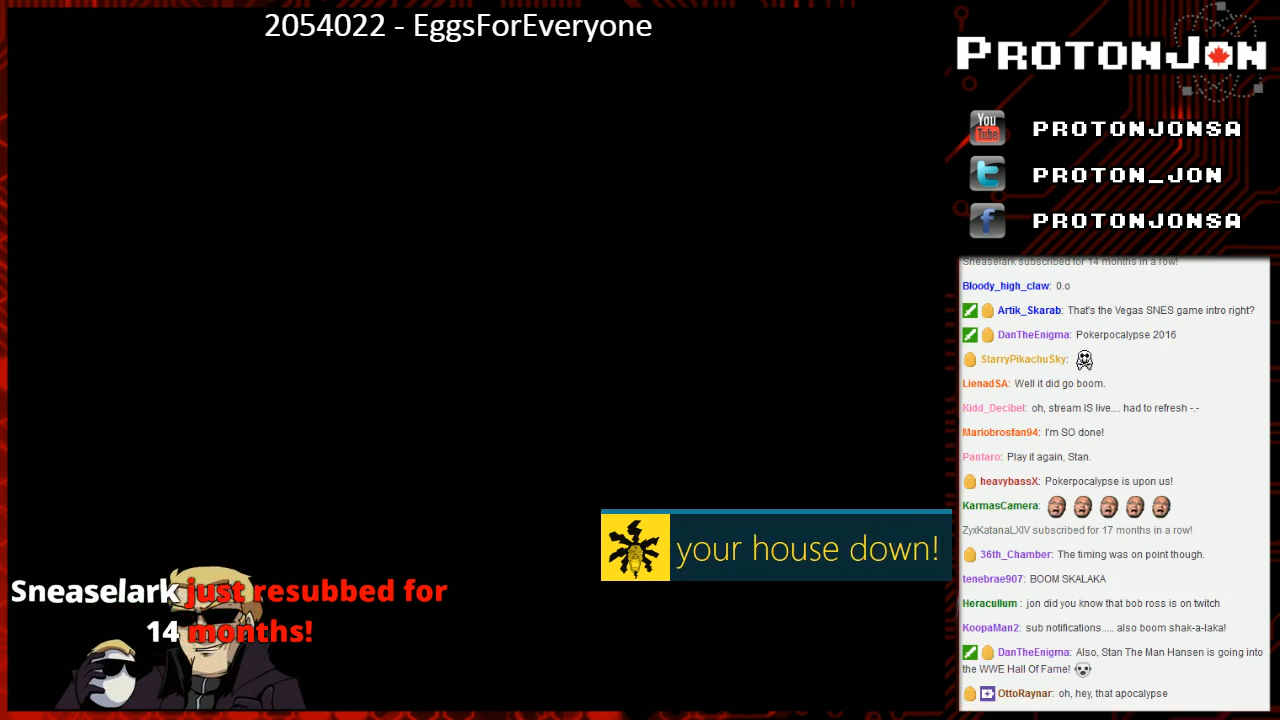 2054022 - EggsForEveryone
PROTONJON
You
Tube
PROTONJONSA
PROTON_JON
PROTONJONSA
Sneaselark subscribed for 14 months in a row!
Bloody_high_claw: 0.o
Artik_Skarab: That's the Vegas SNES game intro right?
DanTheEnigma: Pokerpocalypse 2016
StarryPikachuSky:
LienadSA: Well it did go boom.
Kidd_Decibel: oh, stream IS live.... had to refresh -.-
Mariobrosfan94: I'm SO done!
Pantaro: Play it again, Stan.
heavybassX: Pokerpocalypse is upon us!
KarmasCamera:
ZyxKatanaLXIV subscribed for 17 months in a row!
36th_Chamber: The timing was on point though.
tenebrae907: BOOM SKALAKA
Heracullum : jon did you know that bob ross is on twitch
KoopaMan2: sub notifications..... also boom shak-a-laka!
DanTheEnigma: Also, Stan The Man Hansen is going into
the WWE Hall Of Fame!
OttoRaynar: oh, hey, that apocalypse
your house down!
Sneaselark just resubbed for
14 months!